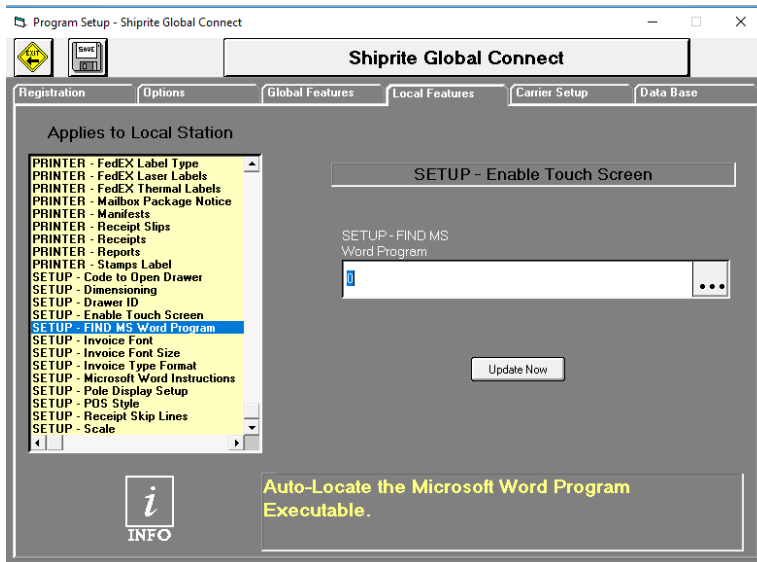 Program Setup - Shiprite Global Connect
EXIT
SAVE
Shiprite Global Connect
Registration
Options
Global Features
Local Features
Carrier Setup
Data Base
Applies to Local Station
PRINTER - FedEX Label Type
PRINTER - FedEX Laser Labels
PRINTER - FedEX Thermal Labels
PRINTER - Mailbox Package Notice
PRINTER - Manifests
PRINTER - Receipt Slips
PRINTER - Receipts
PRINTER - Reports
PRINTER - Stamps Label
SETUP - Code to Open Drawer
SETUP - Dimensioning
SETUP - Drawer ID
SETUP - Enable Touch Screen
SETUP - FIND MS Word Program
SETUP - Invoice Font
SETUP - Invoice Font Size
SETUP - Invoice Type Format
SETUP - Microsoft Word Instructions
SETUP - Pole Display Setup
SETUP - POS Style
SETUP - Receipt Skip Lines
SETUP - Scale
SETUP - Enable Touch Screen
SETUP - FIND MS
Word Program
0
...
Update Now
i
INFO
Auto-Locate the Microsoft Word Program
Executable.